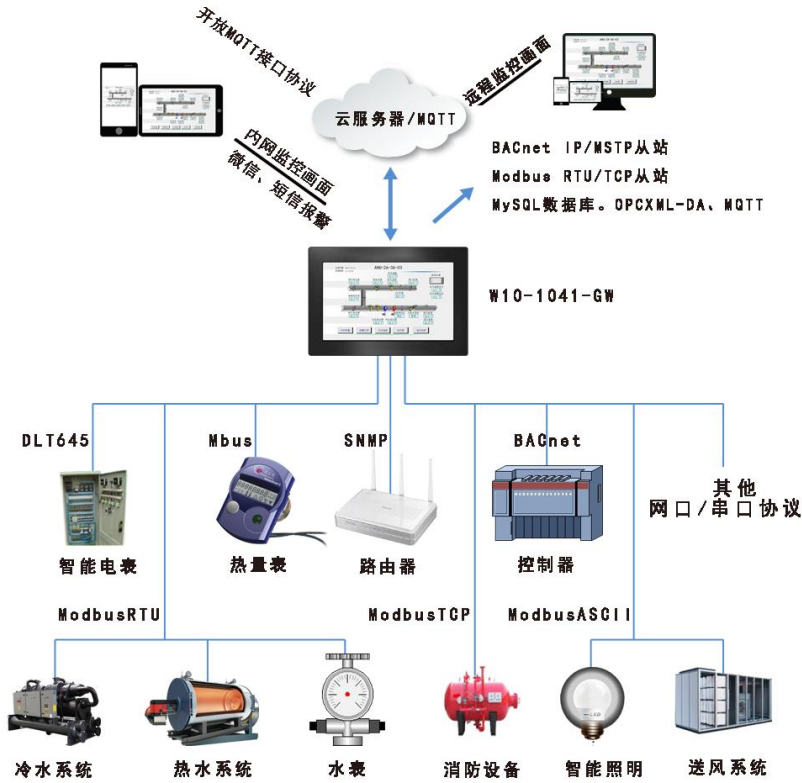 开放MQTT接口协议
云服务器/MQTT
远程监控画面
内网监控画面
微信、短信报警
BACnet IP/MSTP从站
Modbus RTU/TCP从站
MySQL数据库。OPCXML-DA、MQTT
W10-1041-GW
DLT645
Mbus
SNMP
BACnet
其他
网口/串口协议
智能电表
热量表
路由器
控制器
ModbusRTU
ModbusTCP
ModbusASCII
冷水系统
热水系统
水表
消防设备
智能照明
送风系统